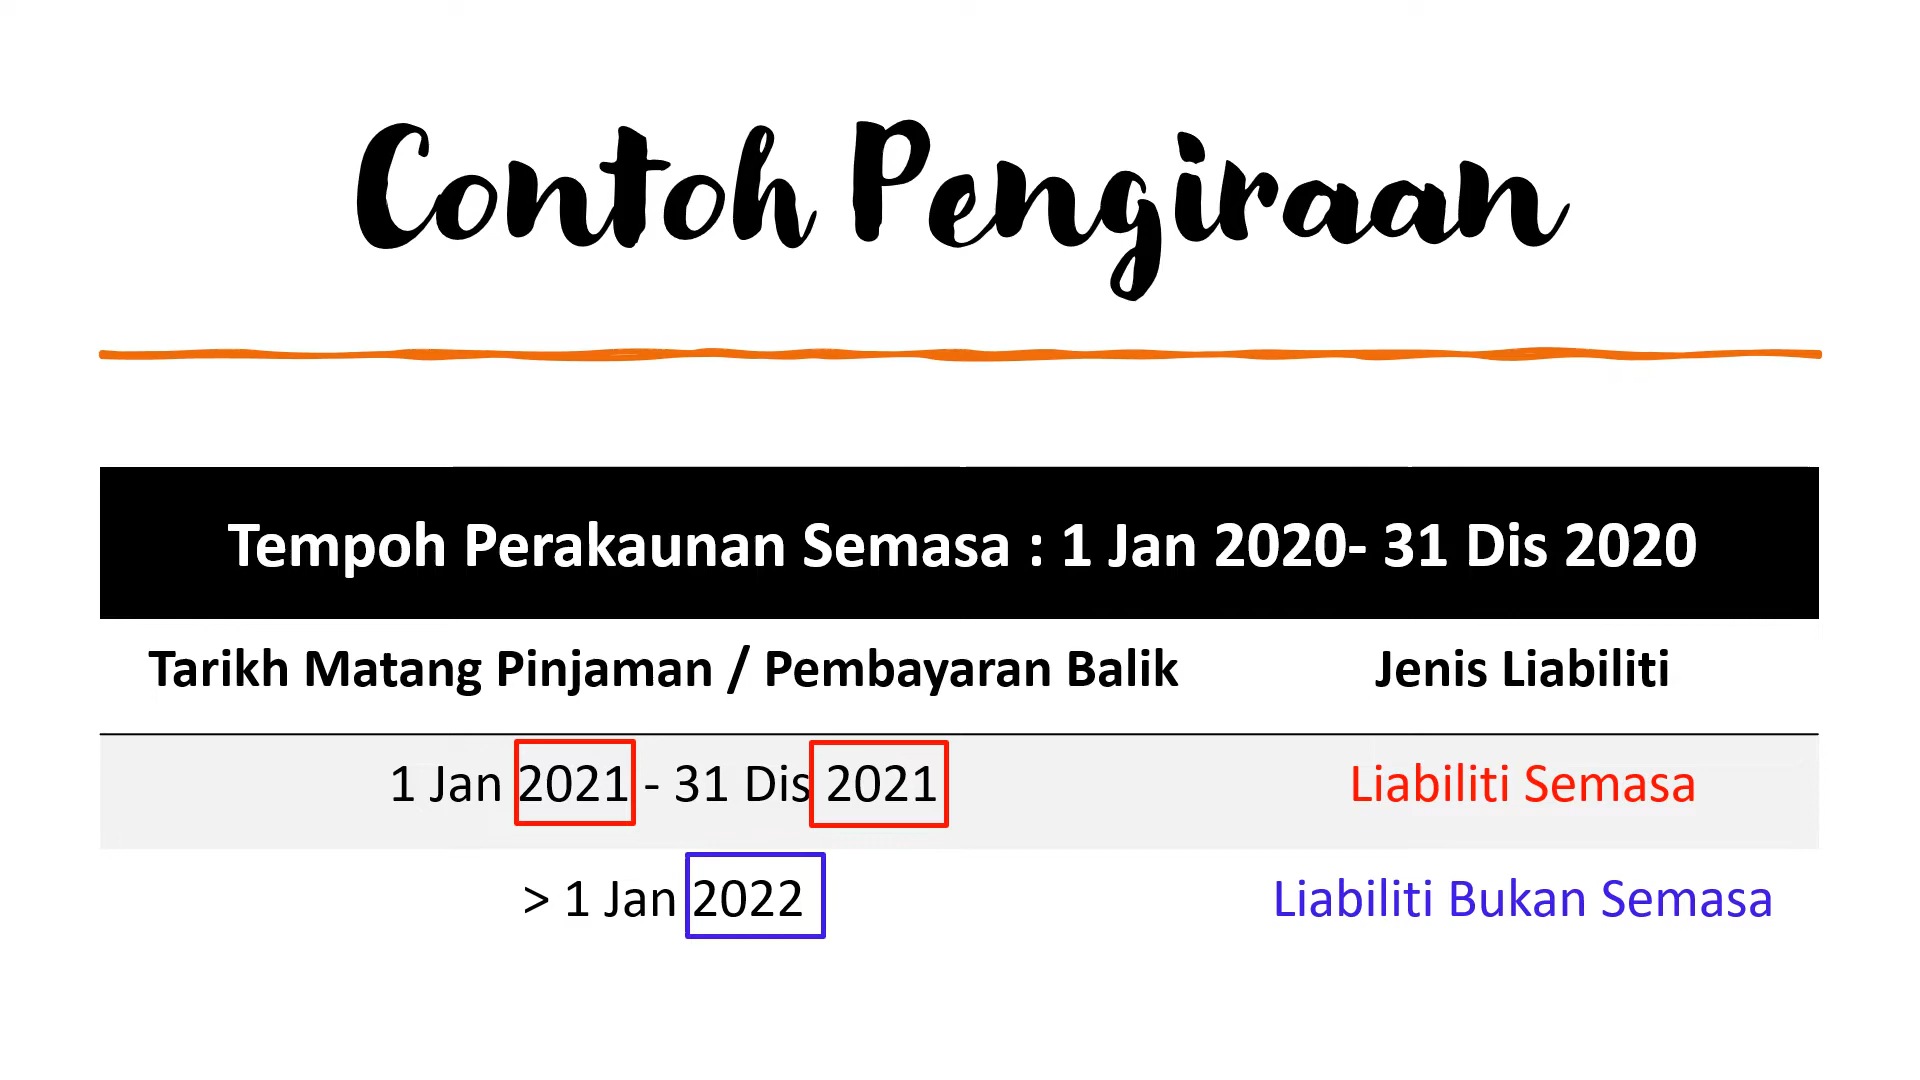 Contoh Pengiraan
Tempoh Perakaunan Semasa : 1 Jan 2020- 31 Dis 2020
Tarikh Matang Pinjaman / Pembayaran Balik Jenis Liabiliti
1 Jan 2021 - 31 Dis 2021 Liabiliti Semasa
> 1 Jan 2022 Liabiliti Bukan Semasa